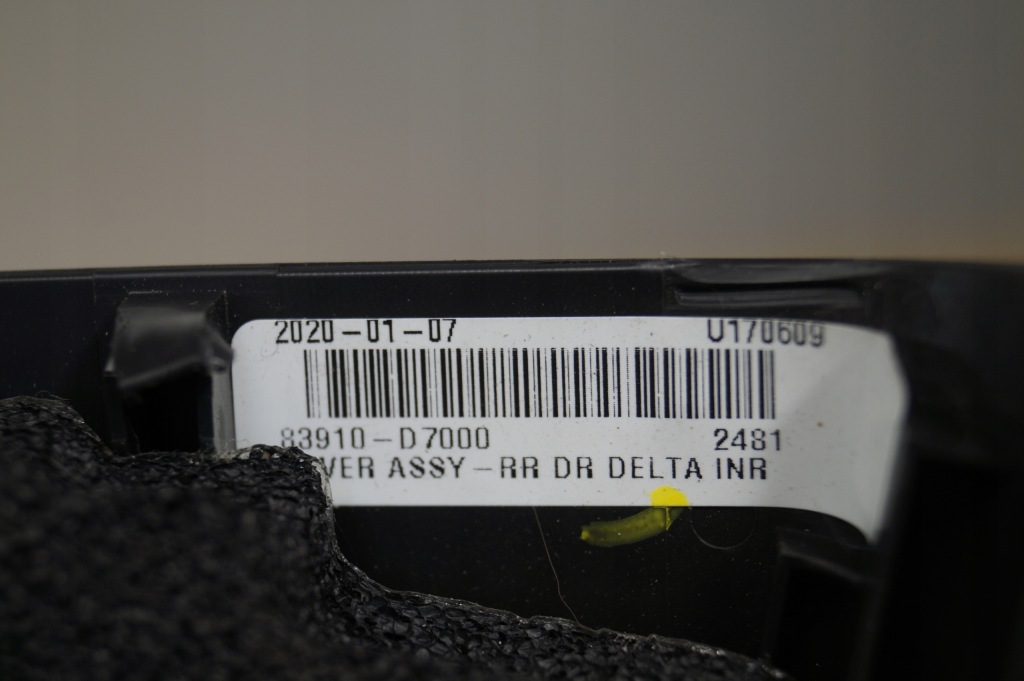 2020-01-07 U170609
83910-D7000 2481
VER ASSY-RR DR DELTA INR